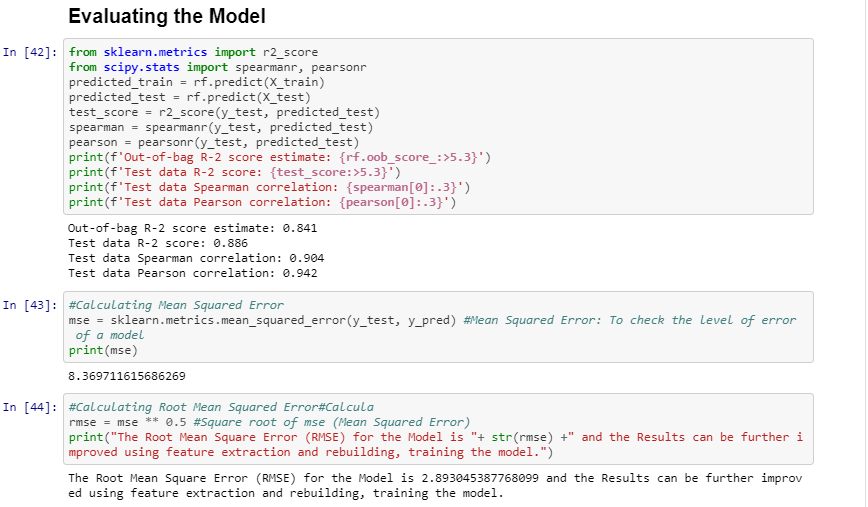 Evaluating the Model
In [42]: from sklearn.metrics import r2_score
from scipy.stats import spearmanr, pearsonr
predicted_train = rf.predict(X_train)
predicted_test = rf.predict(X_test)
test_score = r2_score(y_test, predicted_test)
spearman = spearmanr(y_test, predicted_test)
pearson = pearsonr(y_test, predicted_test)
print(f'Out-of-bag R-2 score estimate: {rf.oob_score_:>5.3}')
print(f'Test data R-2 score: {test_score:>5.3}')
print(f'Test data Spearman correlation: {spearman[0]:.3}')
print(f'Test data Pearson correlation: {pearson[0]:.3}')
Out-of-bag R-2 score estimate: 0.841
Test data R-2 score: 0.886
Test data Spearman correlation: 0.904
Test data Pearson correlation: 0.942
In [43]: #Calculating Mean Squared Error
mse = sklearn.metrics.mean_squared_error(y_test, y_pred) #Mean Squared Error: To check the level of error
of a model
print(mse)
8.369711615686269
In [44]: #Calculating Root Mean Squared Error#Calcula
rmse = mse ** 0.5 #Square root of mse (Mean Squared Error)
print("The Root Mean Square Error (RMSE) for the Model is "+ str(rmse) +" and the Results can be further i
mproved using feature extraction and rebuilding, training the model.")
The Root Mean Square Error (RMSE) for the Model is 2.893045387768099 and the Results can be further improv
ed using feature extraction and rebuilding, training the model.